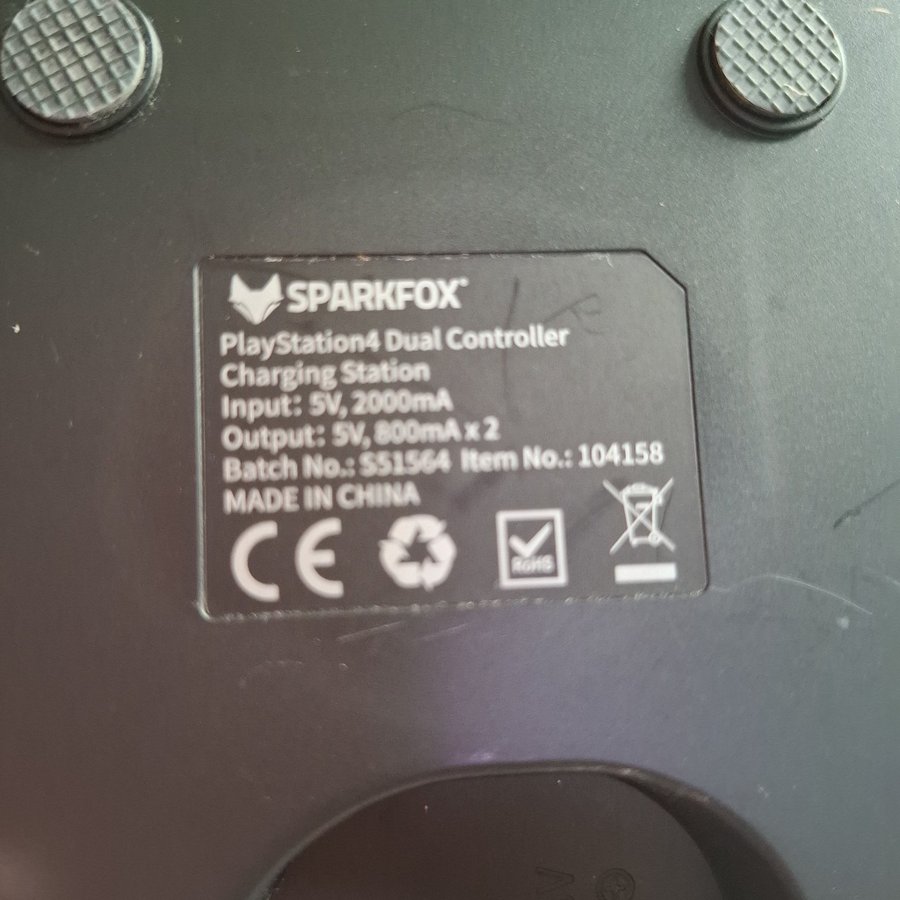 SPARKFOX®
PlayStation4 Dual Controller
Charging Station
Input: 5V, 2000mA
Output: 5V, 800mA x 2
Batch No.: S51564 Item No.: 104158
MADE IN CHINA
CE
RoHS